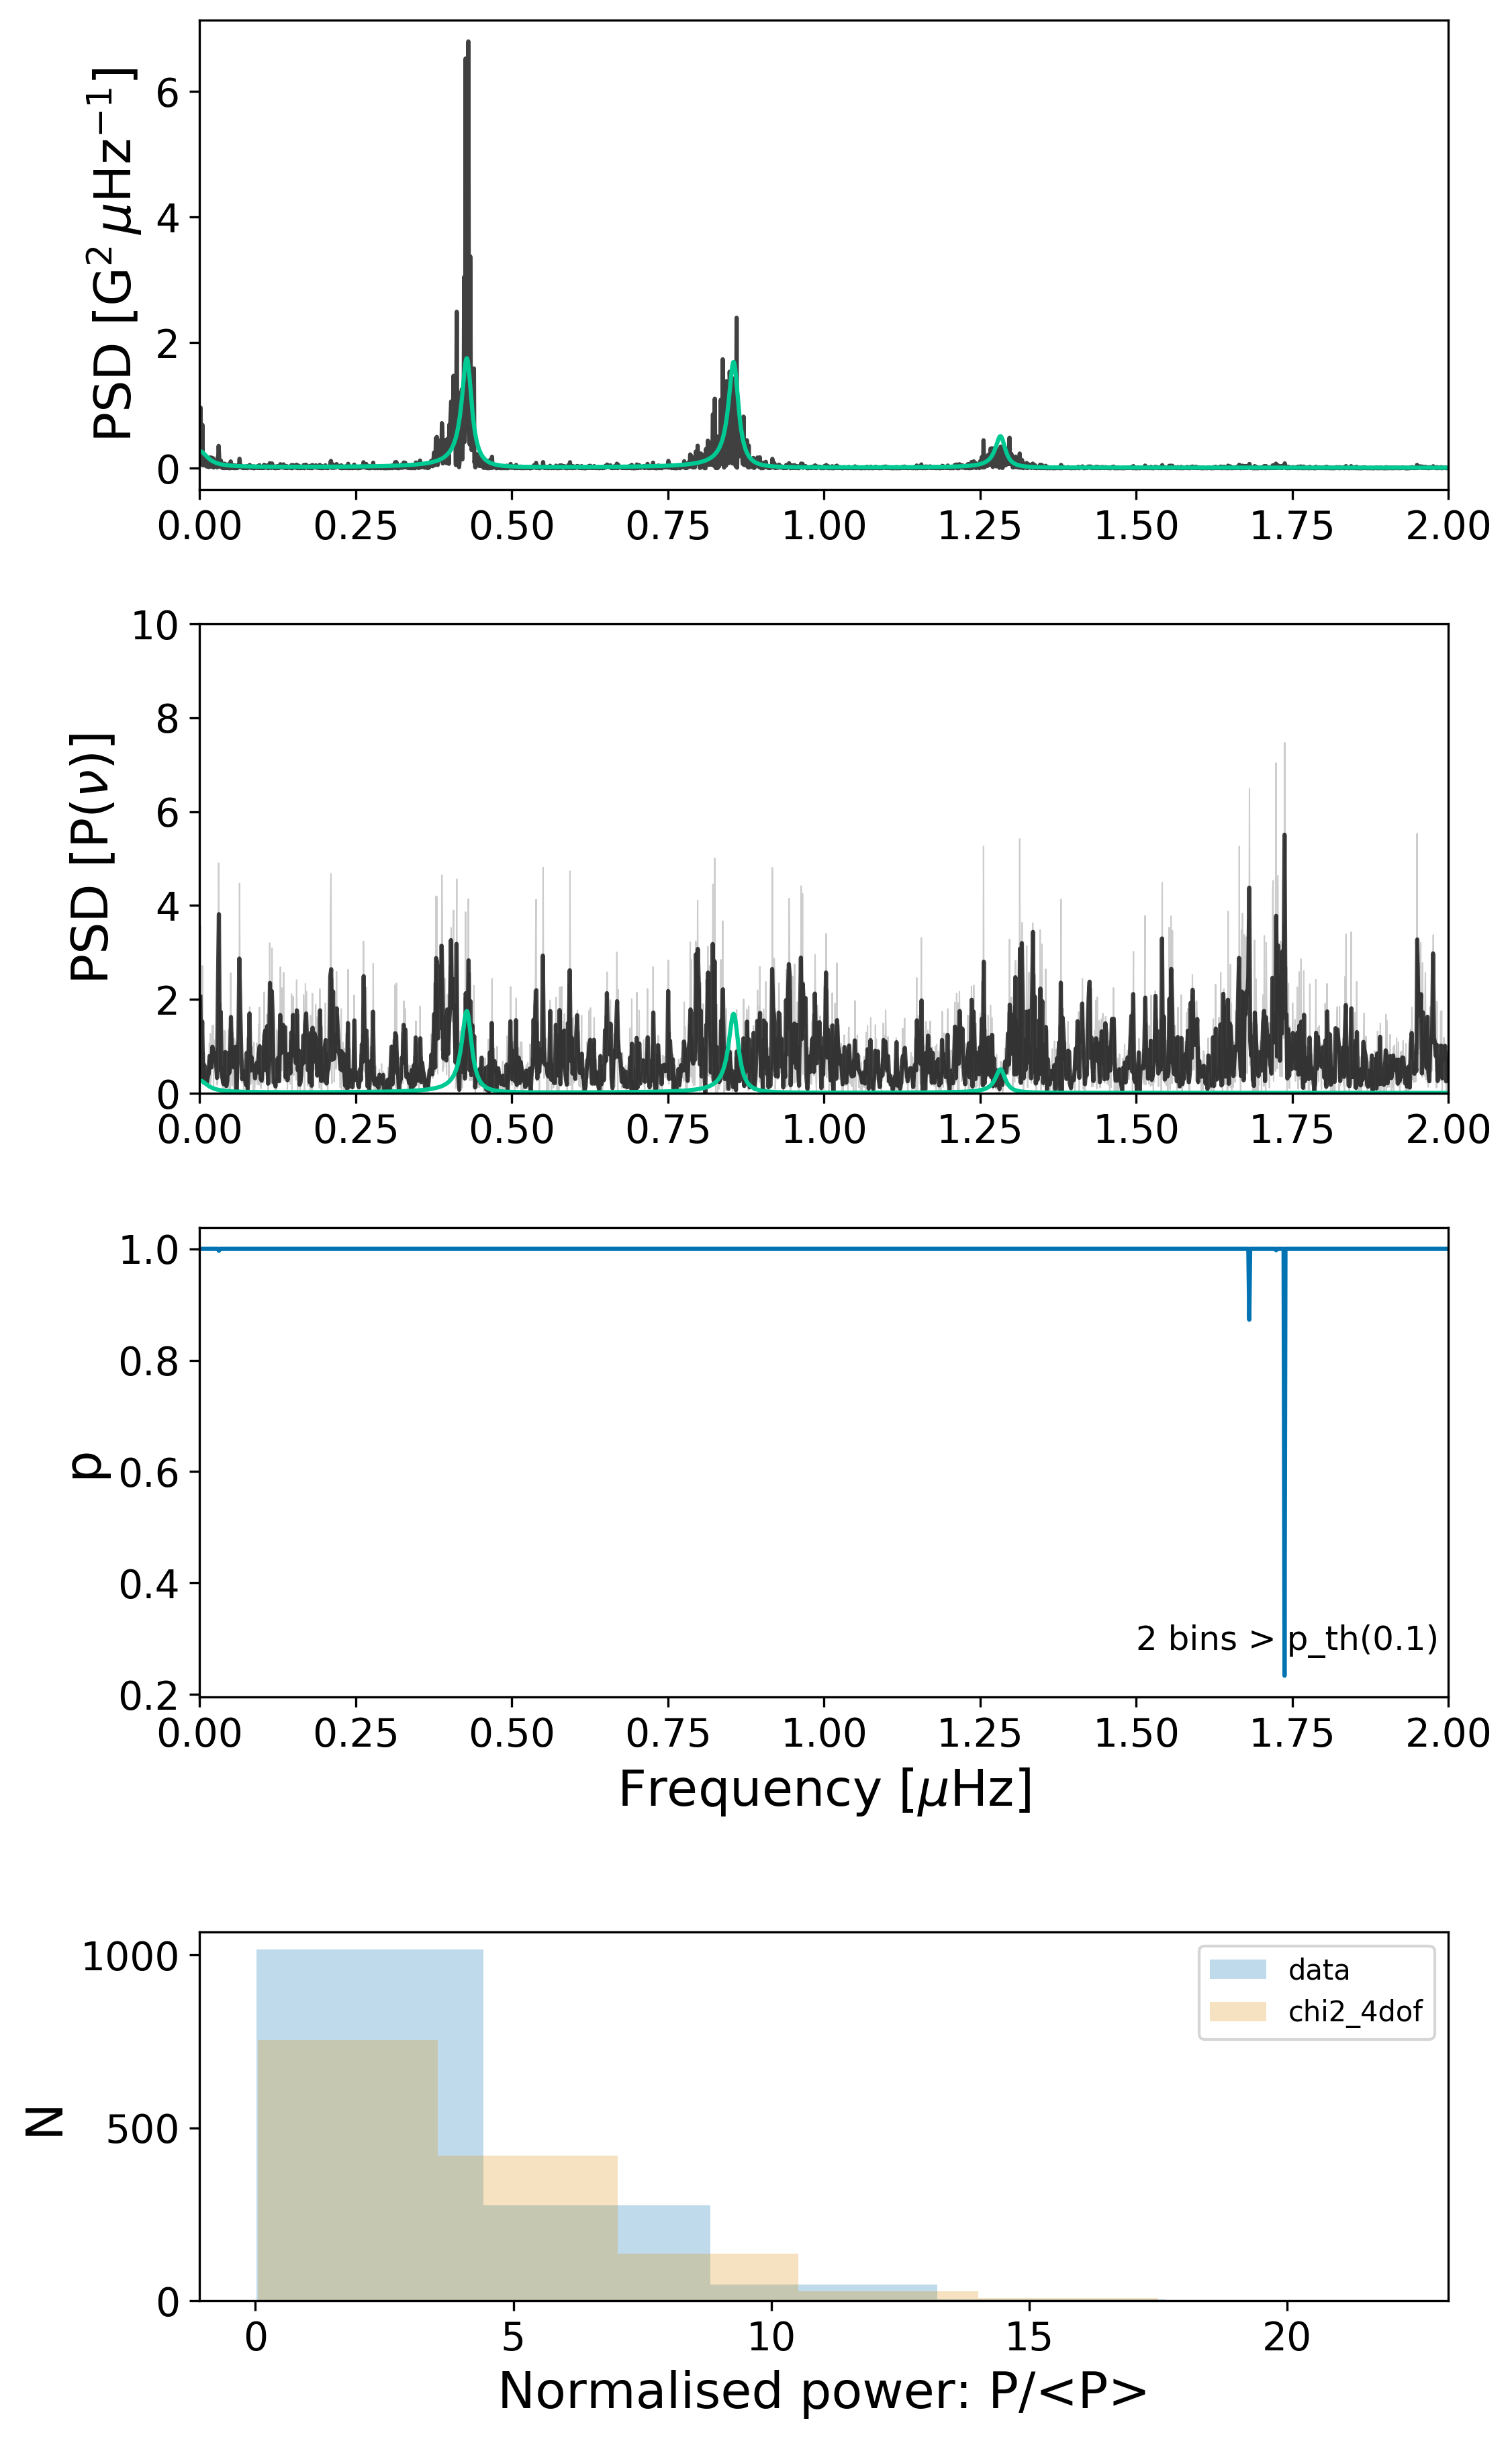 PSD [G² μHz⁻¹]
6
4
2
0
0.00 0.25 0.50 0.75 1.00 1.25 1.50 1.75 2.00
PSD [P(ν)]
10
8
6
4
2
0
0.00 0.25 0.50 0.75 1.00 1.25 1.50 1.75 2.00
p
1.0
0.8
0.6
0.4
0.2
2 bins > p_th(0.1)
0.00 0.25 0.50 0.75 1.00 1.25 1.50 1.75 2.00
Frequency [μHz]
N
1000
500
0
data
chi2_4dof
0 5 10 15 20
Normalised power: P/<P>